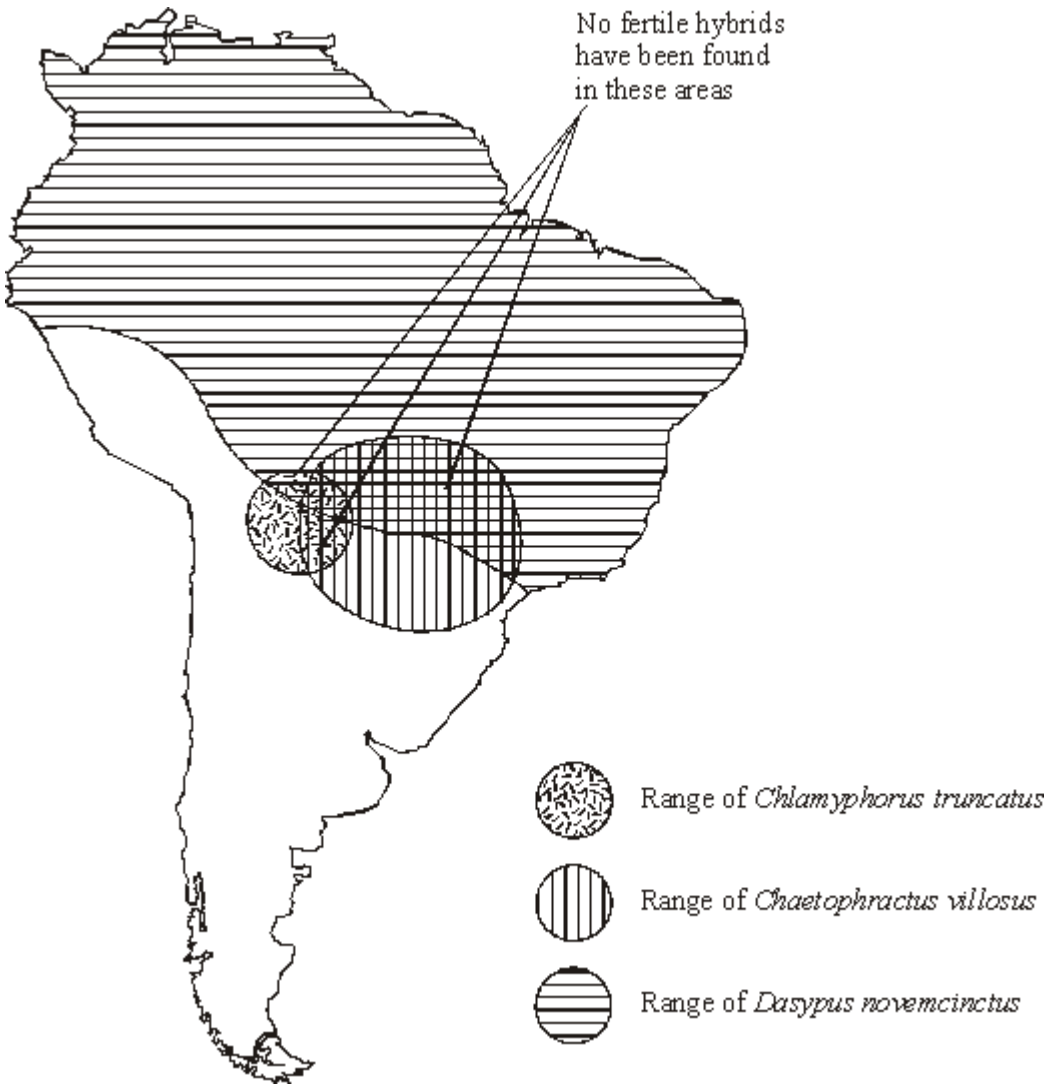 No fertile hybrids
have been found
in these areas
Range of Chlamyphorus truncatus
Range of Chaetophractus villosus
Range of Dasypus novemcinctus